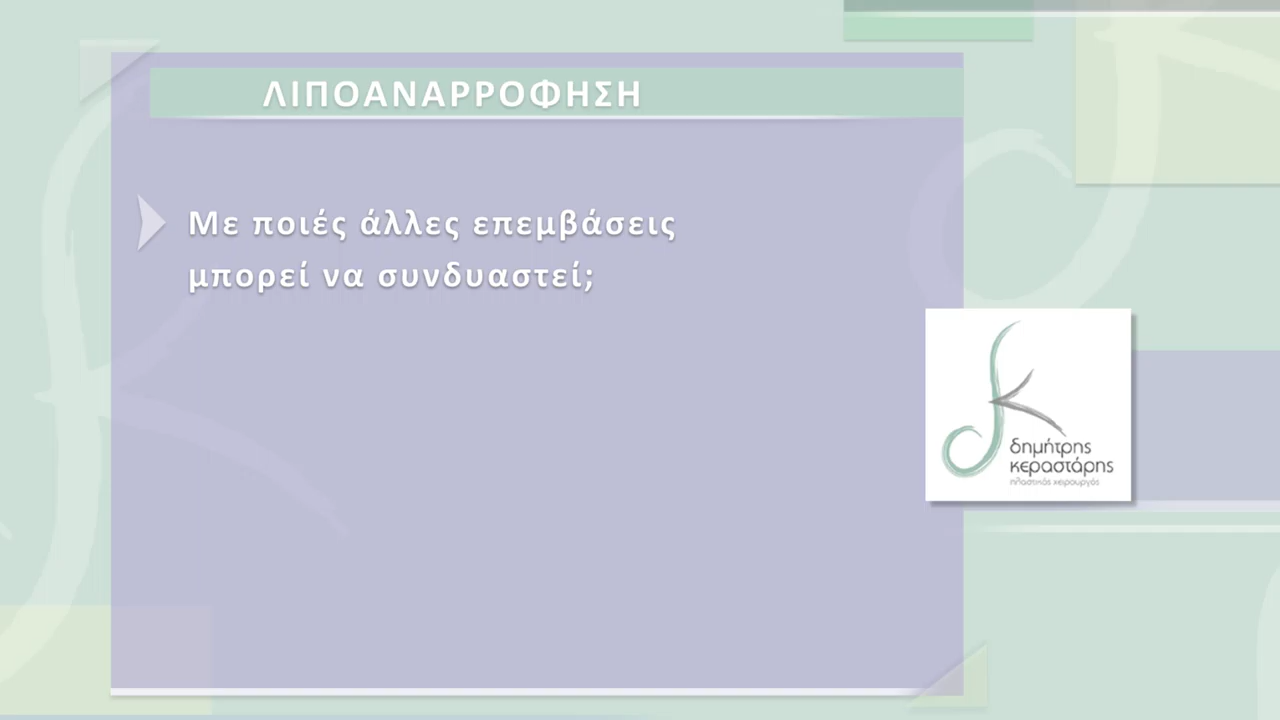 ΛΙΠΟΑΝΑΡΡΟΦΗΣΗ
Με ποιές άλλες επεμβάσεις
μπορεί να συνδυαστεί;
δημήτρης
κεραστάρης
πλαστικός χειρουργός